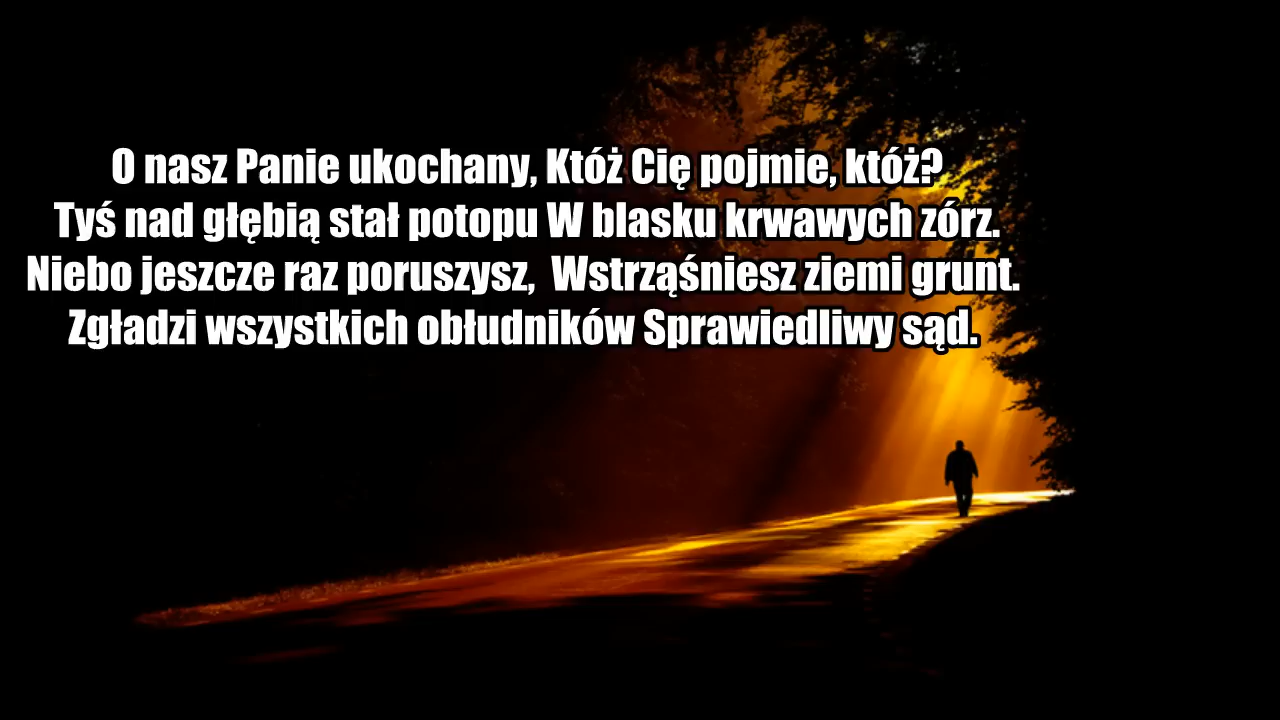 O nasz Panie ukochany, Któż Cię pojmie, któż?
Tyś nad głębią stał potopu W blasku krwawych zórz.
Niebo jeszcze raz poruszysz,  Wstrząśniesz ziemi grunt.
Zgładzi wszystkich obłudników Sprawiedliwy sąd.